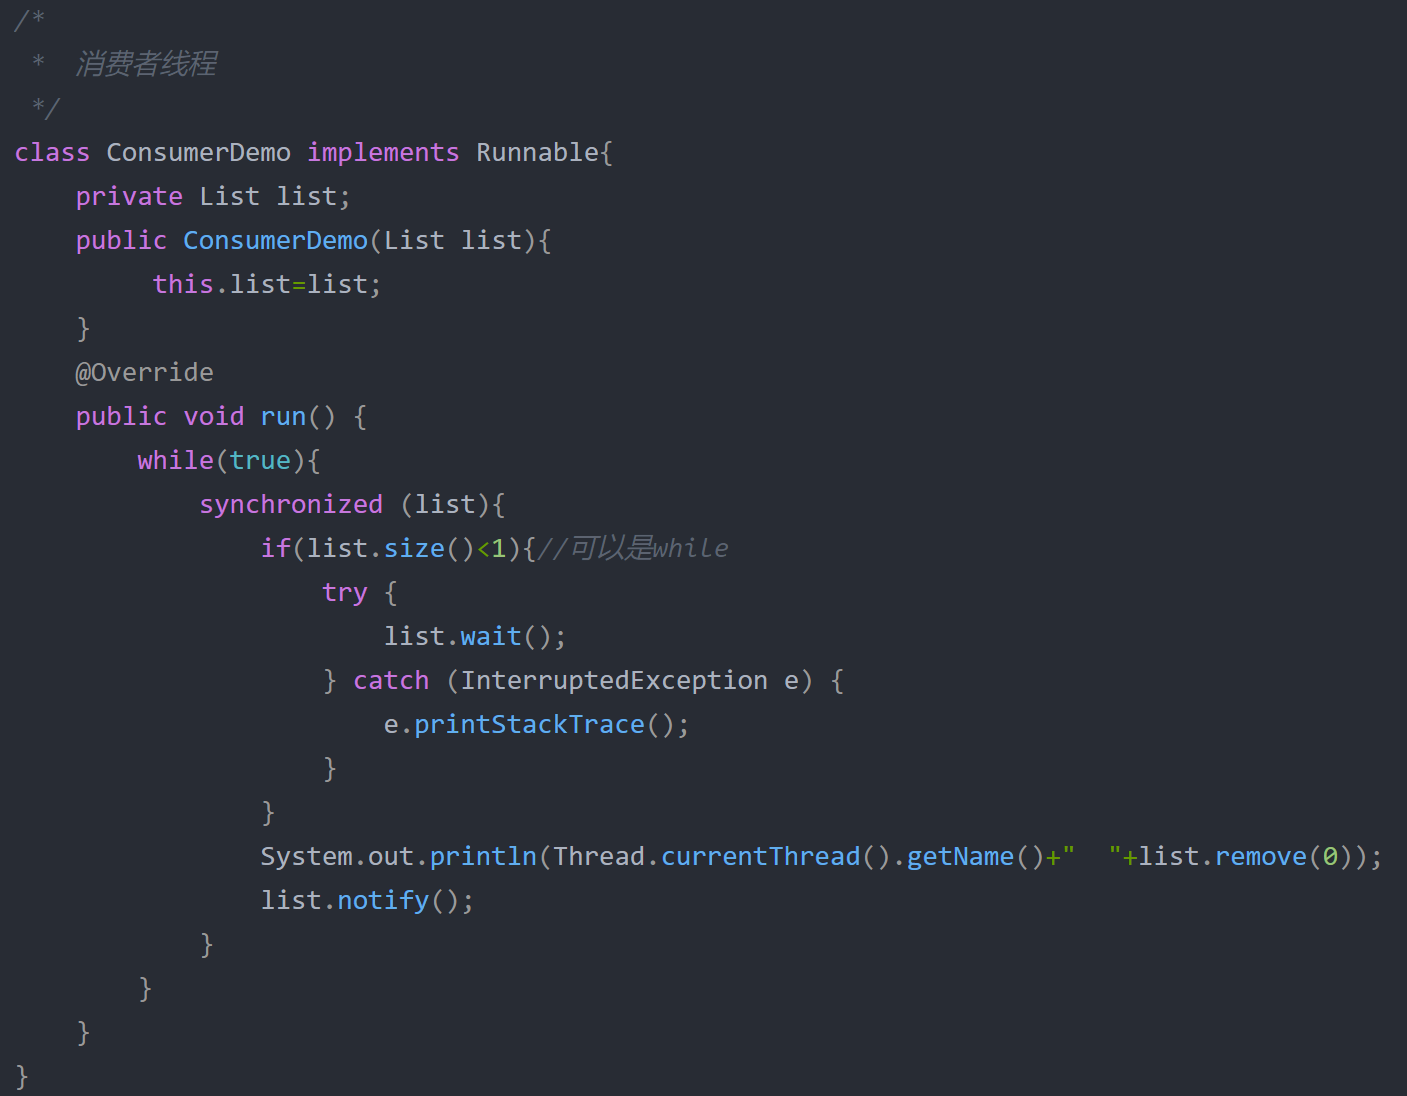 /*
 *  消费者线程
 */
class ConsumerDemo implements Runnable{
    private List list;
    public ConsumerDemo(List list){
         this.list=list;
    }
    @Override
    public void run() {
        while(true){
            synchronized (list){
                if(list.size()<1){//可以是while
                    try {
                        list.wait();
                    } catch (InterruptedException e) {
                        e.printStackTrace();
                    }
                }
                System.out.println(Thread.currentThread().getName()+"  "+list.remove(0));
                list.notify();
            }
        }
    }
}